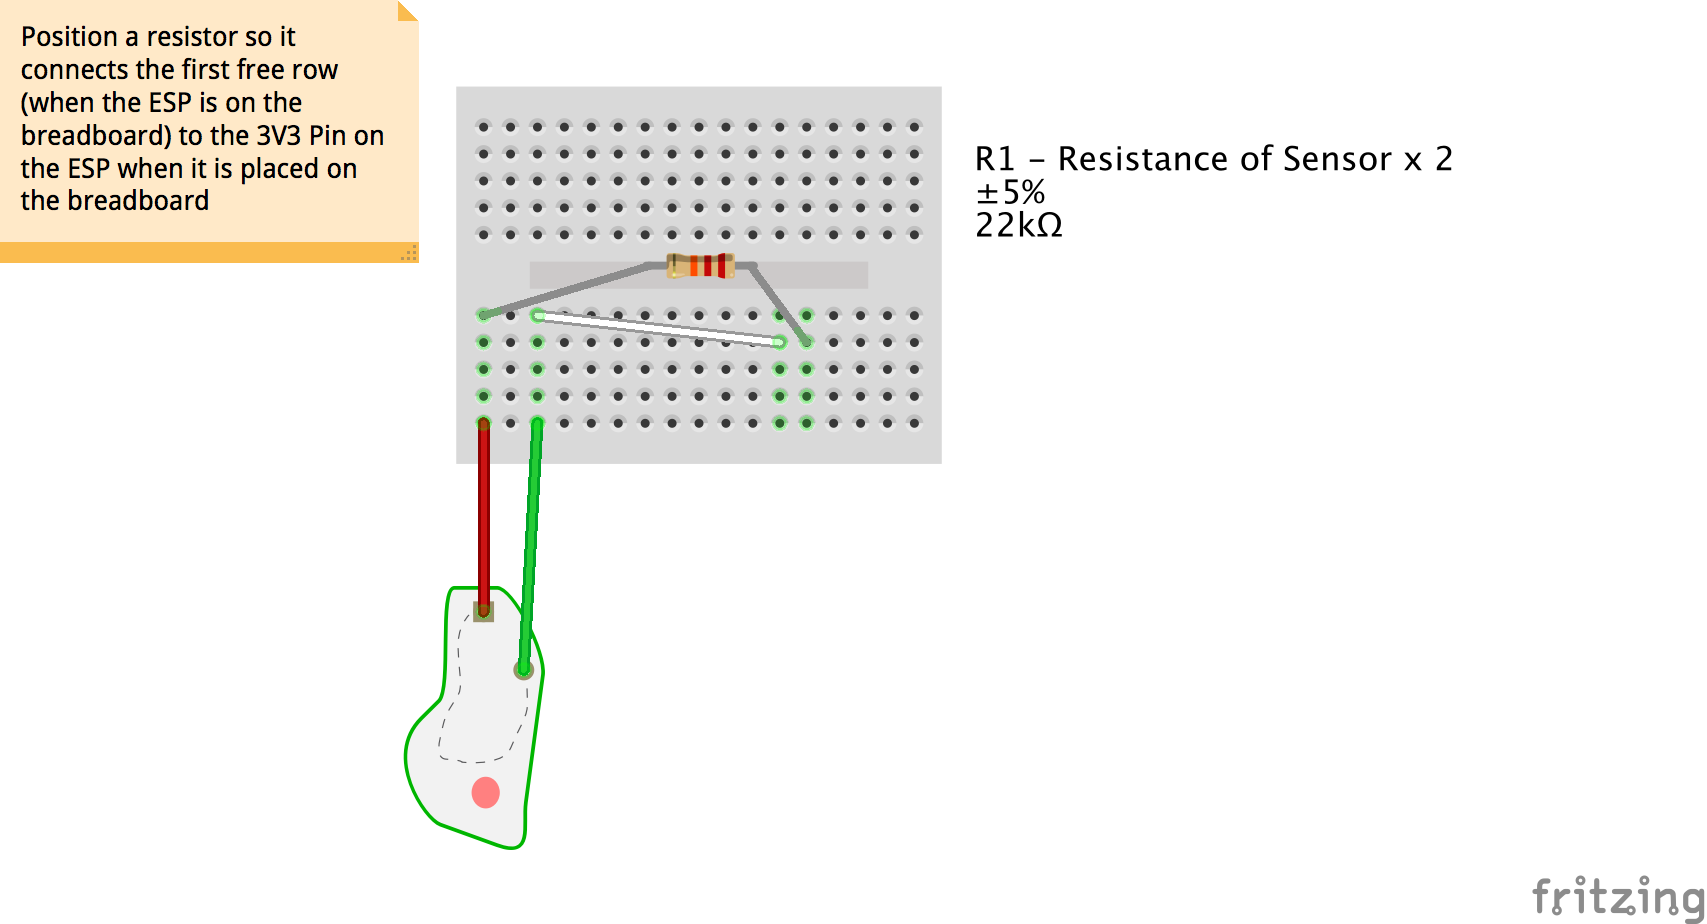 Position a resistor so it
connects the first free row
(when the ESP is on the
breadboard) to the 3V3 Pin on
the ESP when it is placed on
the breadboard
R1 – Resistance of Sensor x 2
±5%
22kΩ
fritzing